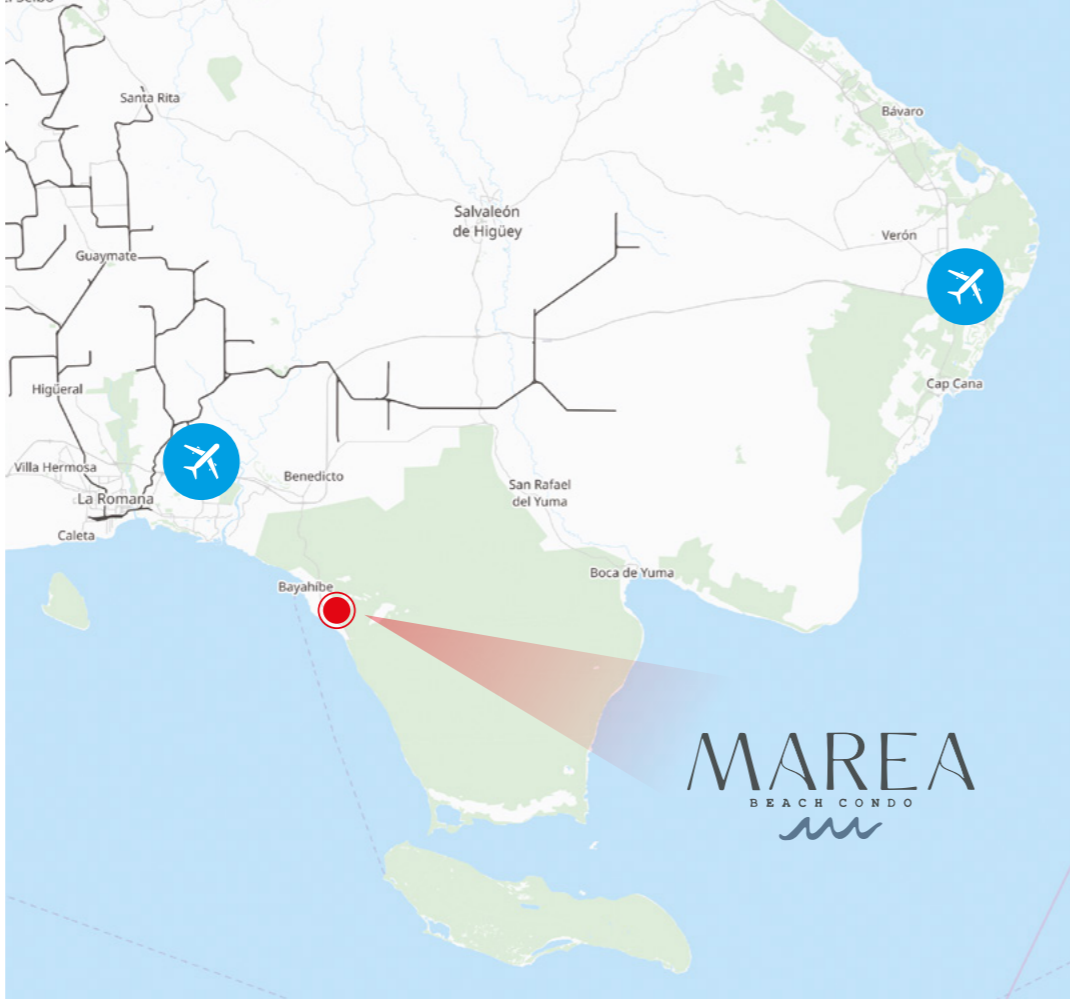 Santa Rita
Bávaro
Salvaleón
de Higüey
Verón
Guaymate
Cap Cana
Higüeral
Villa Hermosa
Benedicto
San Rafael
del Yuma
La Romana
Caleta
Boca de Yuma
Bayahíbe
MAREA
BEACH CONDO